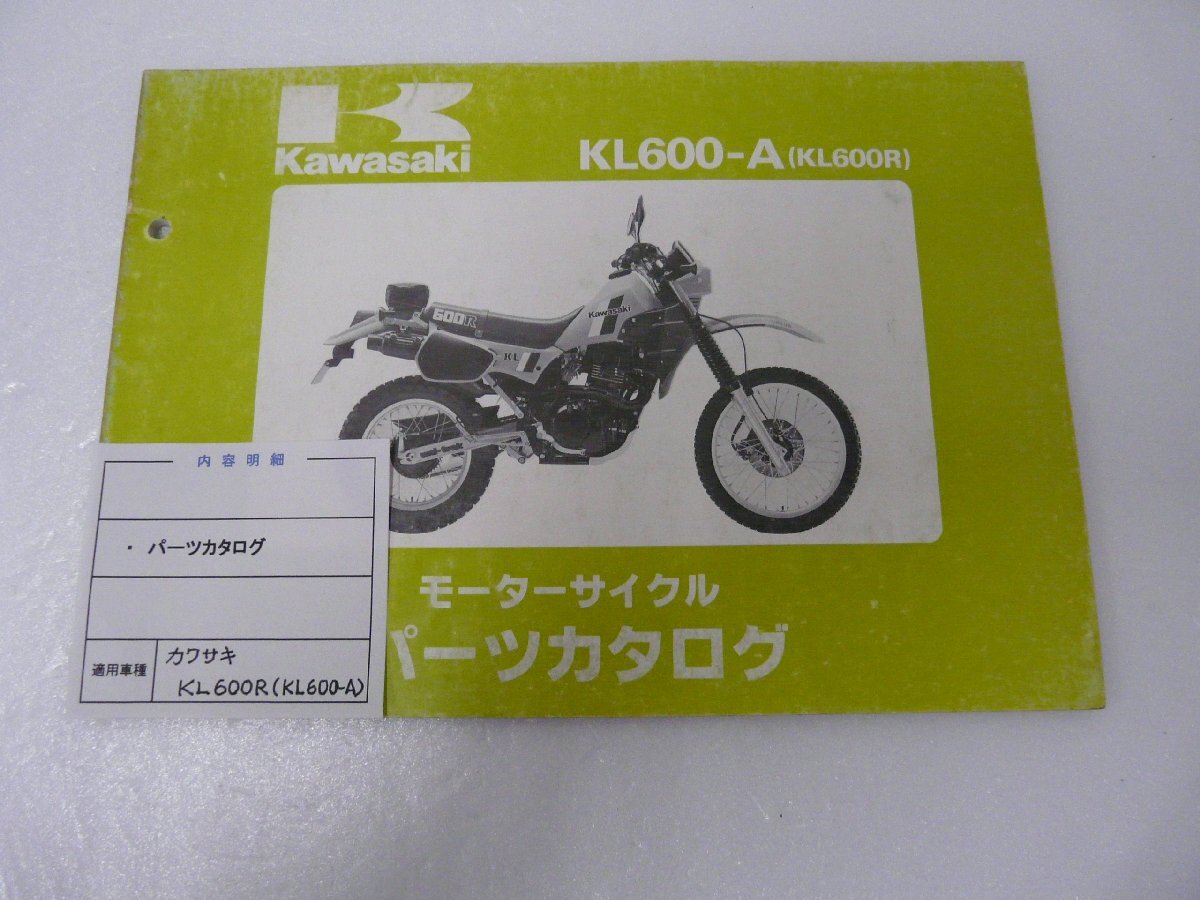 Kawasaki
KL600-A (KL600R)
600R
Kawasaki
KL
モーターサイクル
パーツカタログ
内容明細
・ パーツカタログ
適用車種
カワサキ
KL600R(KL600-A)